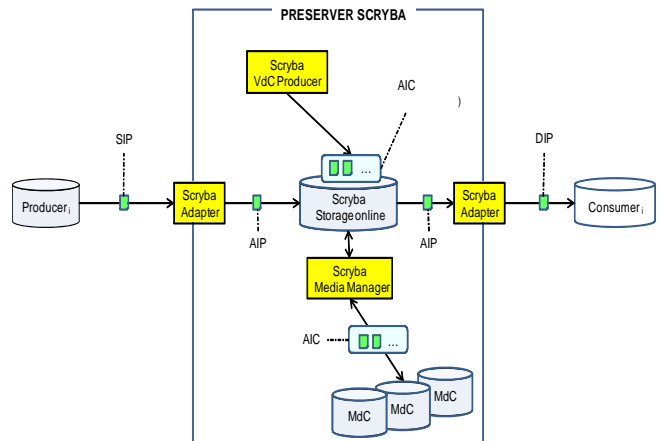 PRESERVER SCRYBA
Scryba
VdC Producer
AIC
)
SIP
DIP
...
Producer i
Scryba
Adapter
Scryba
Storage online
Scryba
Adapter
Consumer i
AIP
AIP
Scryba
Media Manager
AIC
...
MdC
MdC
MdC